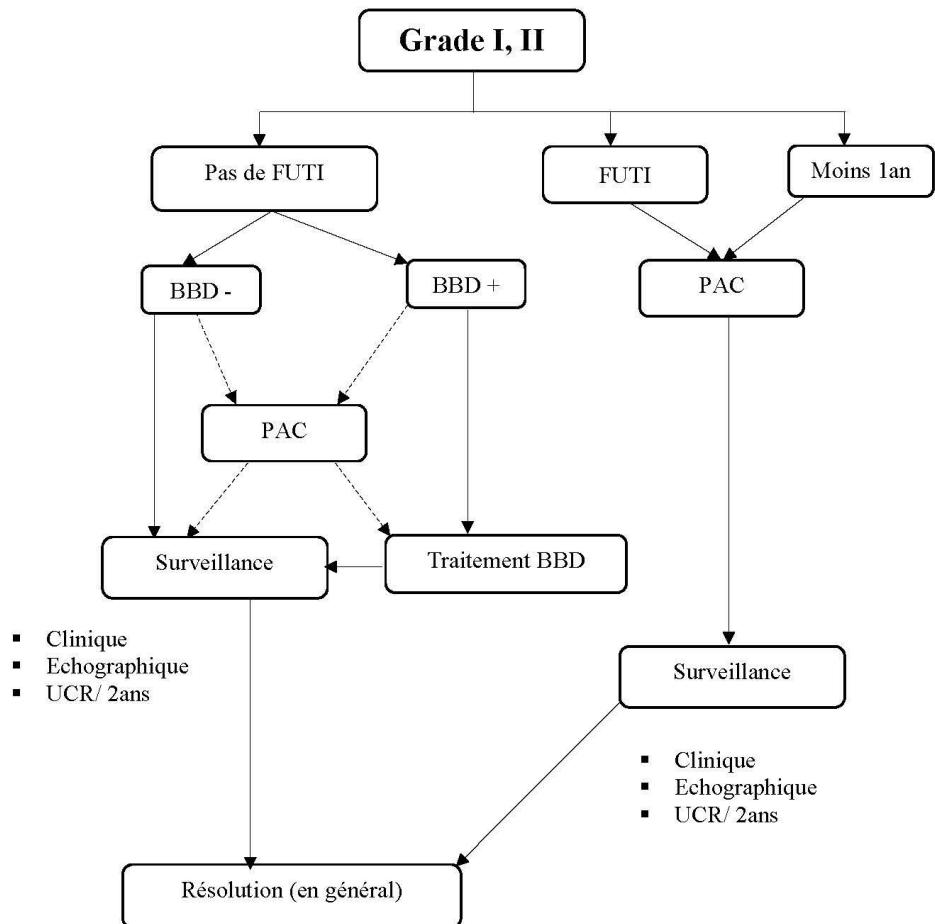 Grade I, II
Pas de FUTI
FUTI
Moins 1an
BBD -
BBD +
PAC
PAC
Surveillance
Traitement BBD
▪ Clinique
▪ Echographique
▪ UCR/ 2ans
Surveillance
▪ Clinique
▪ Echographique
▪ UCR/ 2ans
Résolution (en général)